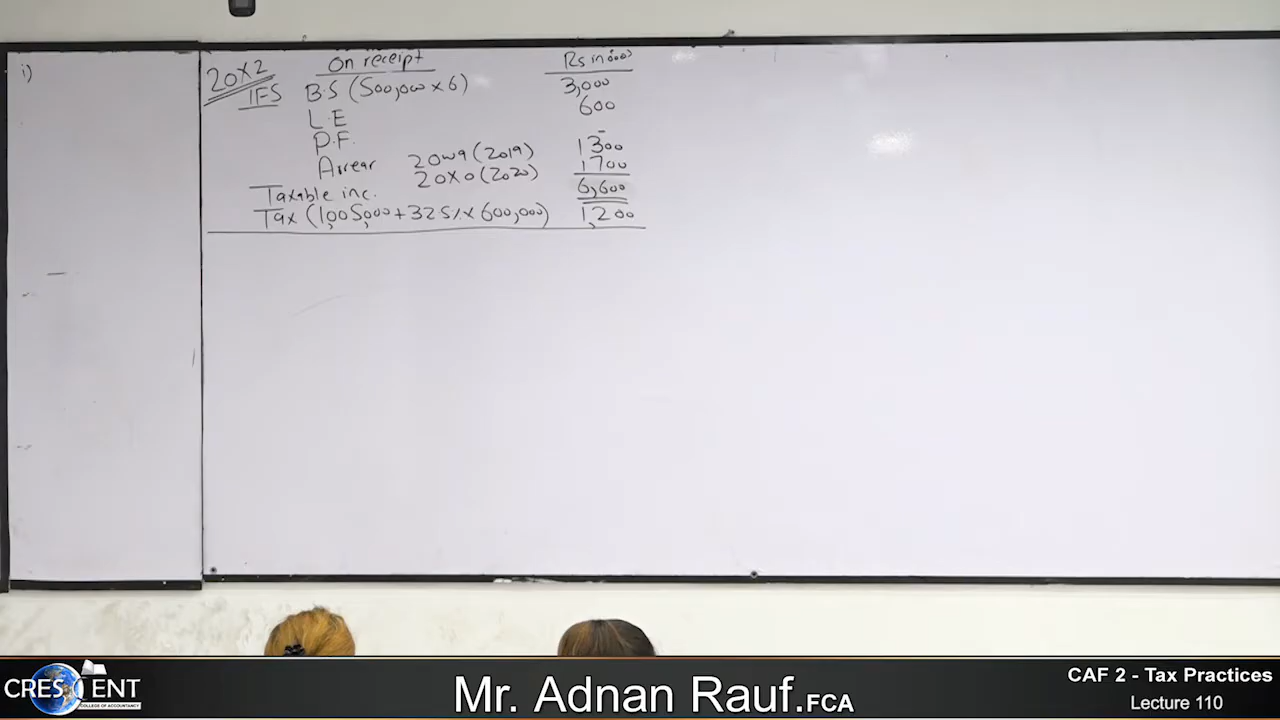 i)
20X2 On receipt Rs in '000'
IFS B.S (500,000 x 6) 3,000
L.E 600
P.F. -
Arrear 20W9 (2019) 1300
20X0 (2020) 1700
Taxable inc. 6,600
Tax (1,005,000 + 32.5% x 600,000) 1,200
CRESCENT
COLLEGE OF ACCOUNTANCY
Mr. Adnan Rauf.FCA
CAF 2 - Tax Practices
Lecture 110